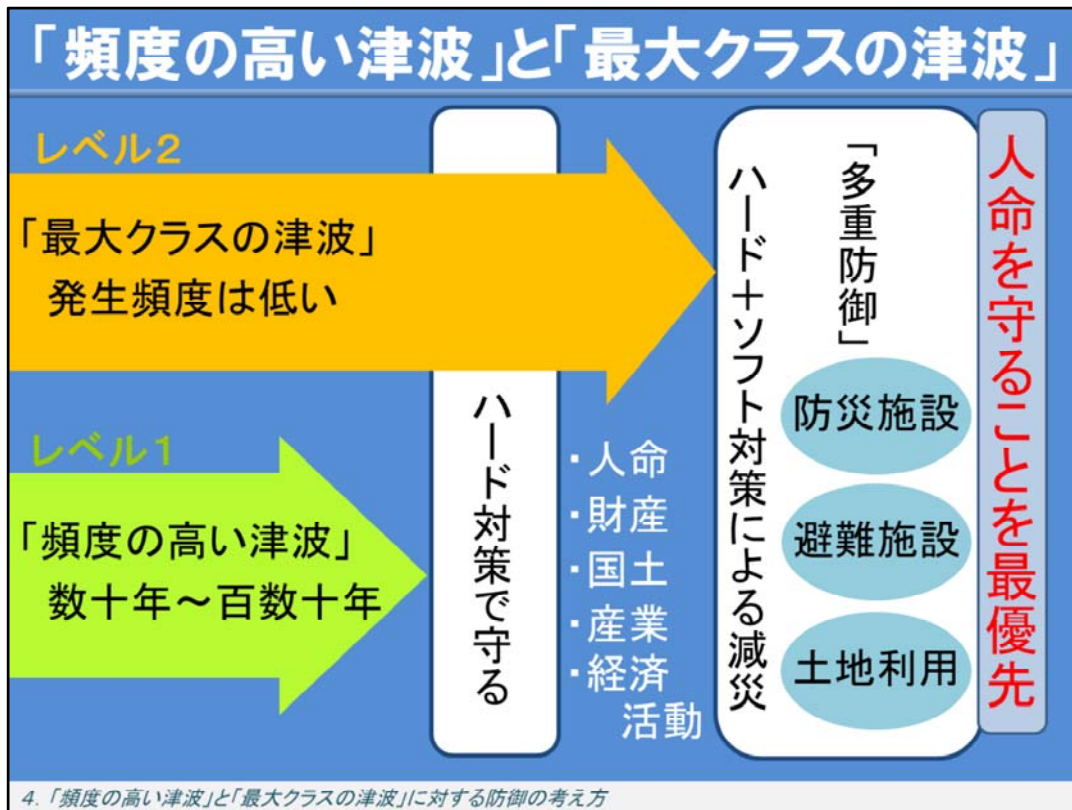 「頻度の高い津波」と「最大クラスの津波」
レベル2
「最大クラスの津波」
発生頻度は低い
レベル1
「頻度の高い津波」
数十年～百数十年
ハード対策で守る
・人命
・財産
・国土
・産業
・経済
活動
ハード＋ソフト対策による減災
「多重防御」
防災施設
避難施設
土地利用
人命を守ることを最優先
4. 「頻度の高い津波」と「最大クラスの津波」に対する防御の考え方